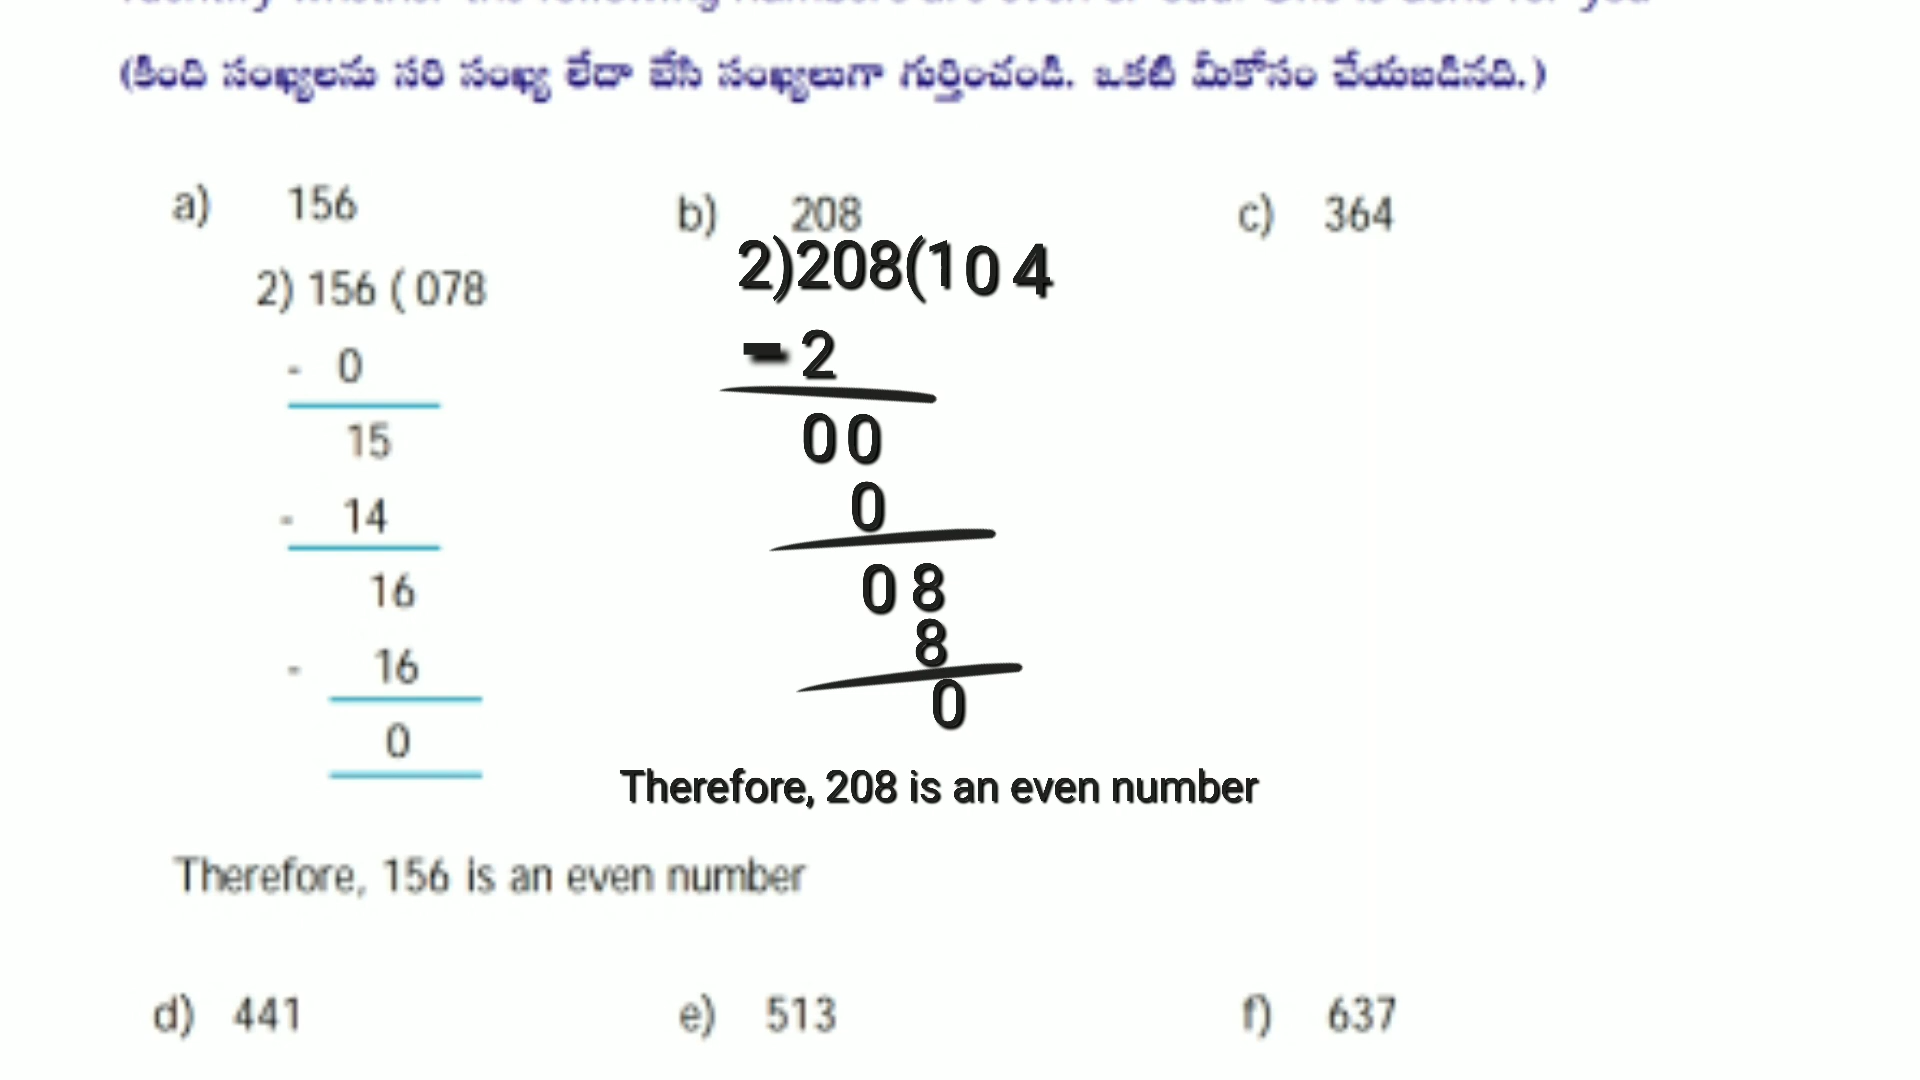 (కింది సంఖ్యలను సరి సంఖ్య లేదా బేసి సంఖ్యలుగా గుర్తించండి. ఒకటి మీకోసం చేయబడినది.)
a) 156
2) 156 ( 078
- 0
15
- 14
16
- 16
0
Therefore, 156 is an even number
b) 208
2)208(104
-2
00
0
08
8
0
Therefore, 208 is an even number
c) 364
d) 441
e) 513
f) 637